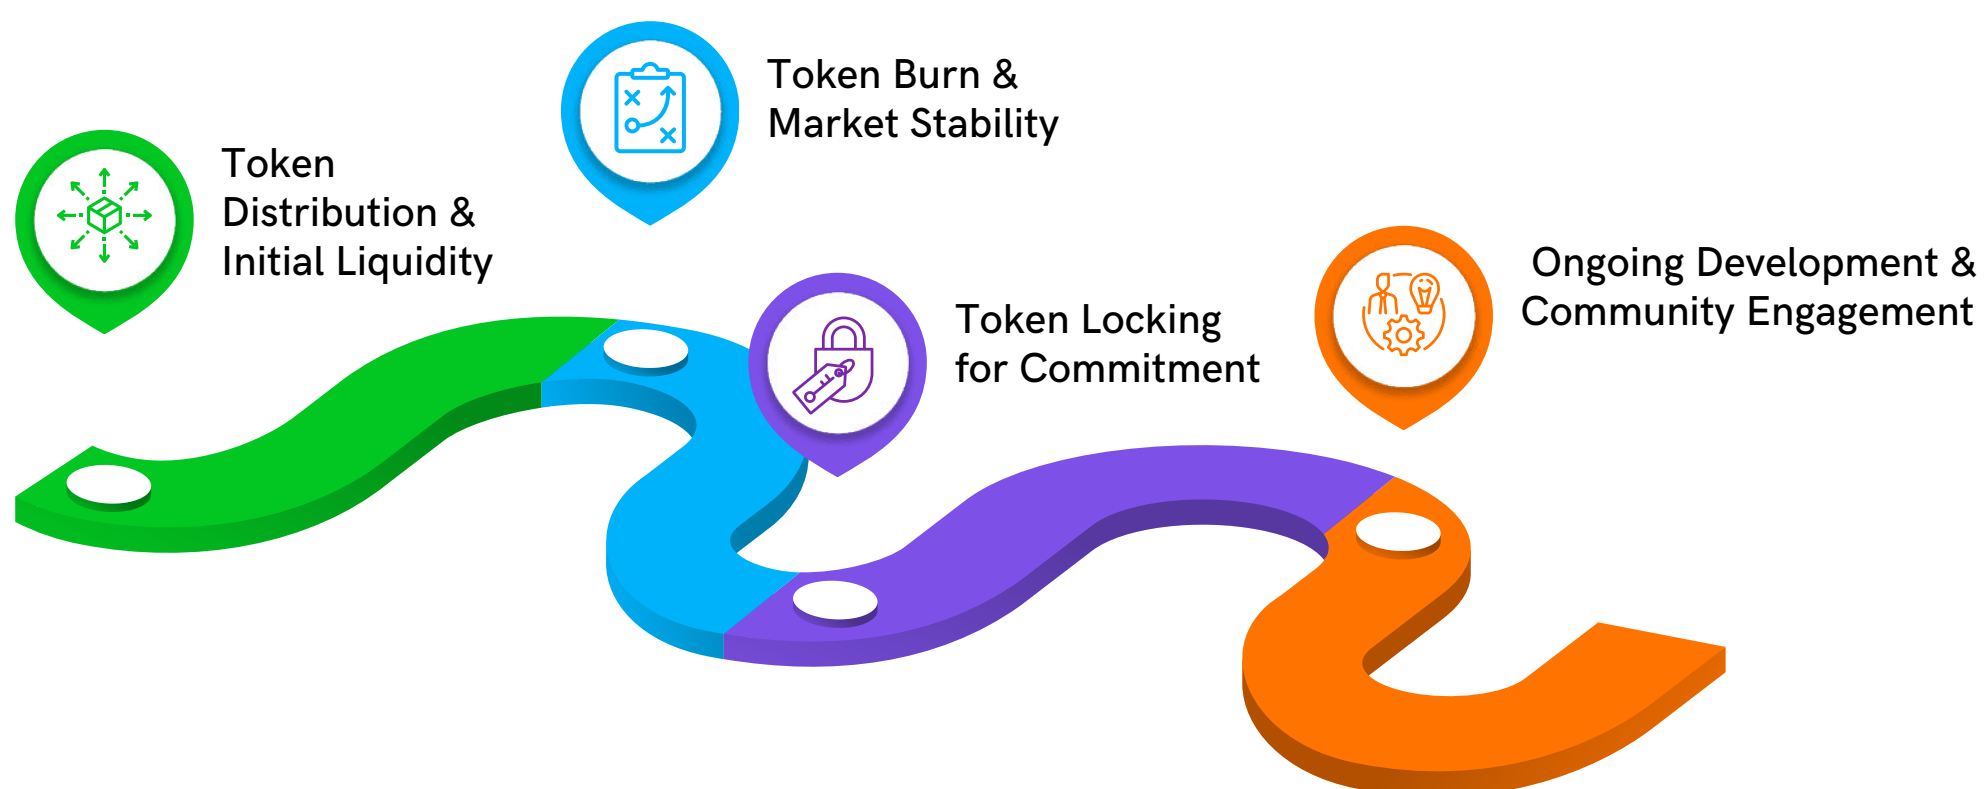 Token
Distribution &
Initial Liquidity
Token Burn &
Market Stability
Token Locking
for Commitment
Ongoing Development &
Community Engagement